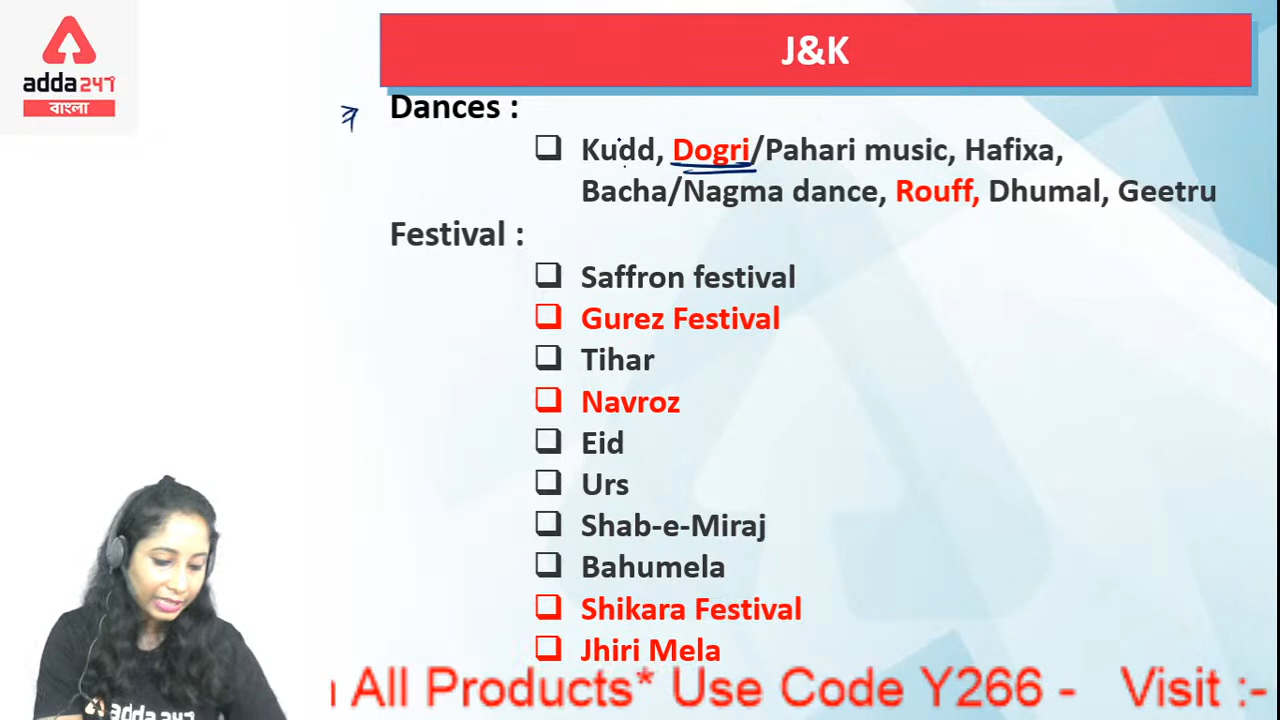 adda247
বাংলা
J&K
Dances :
Kudd, Dogri/Pahari music, Hafixa,
Bacha/Nagma dance, Rouff, Dhumal, Geetru
Festival :
Saffron festival
Gurez Festival
Tihar
Navroz
Eid
Urs
Shab-e-Miraj
Bahumela
Shikara Festival
Jhiri Mela
All Products* Use Code Y266 - Visit :-
adda247